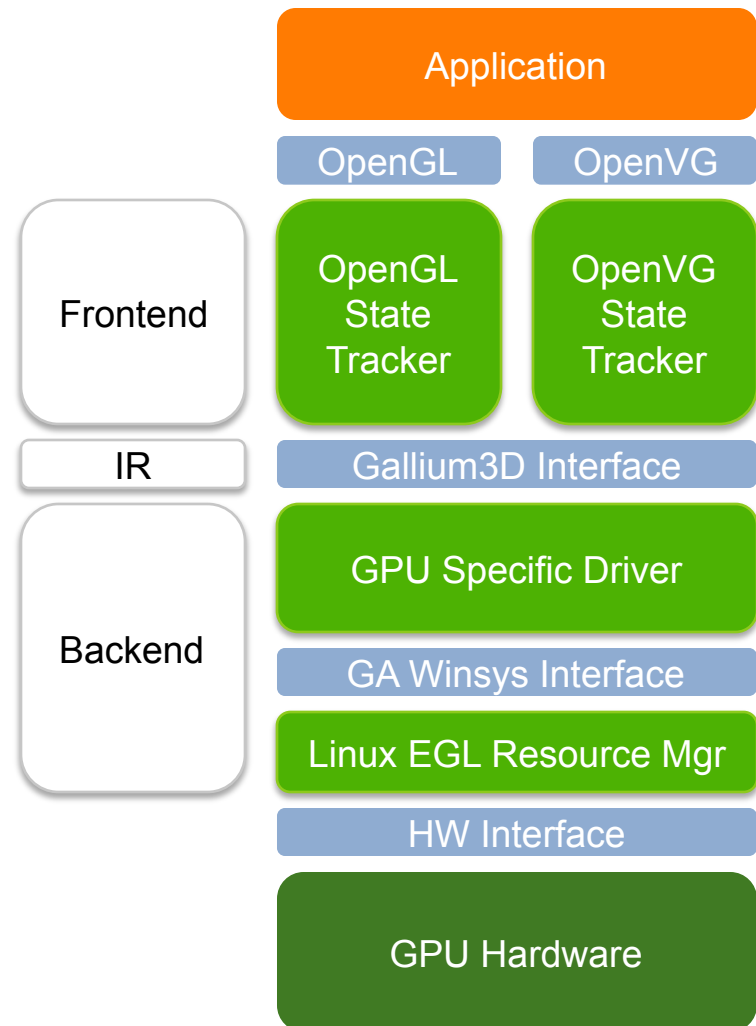 Application
OpenGL
OpenVG
Frontend
OpenGL
State
Tracker
OpenVG
State
Tracker
IR
Gallium3D Interface
Backend
GPU Specific Driver
GA Winsys Interface
Linux EGL Resource Mgr
HW Interface
GPU Hardware